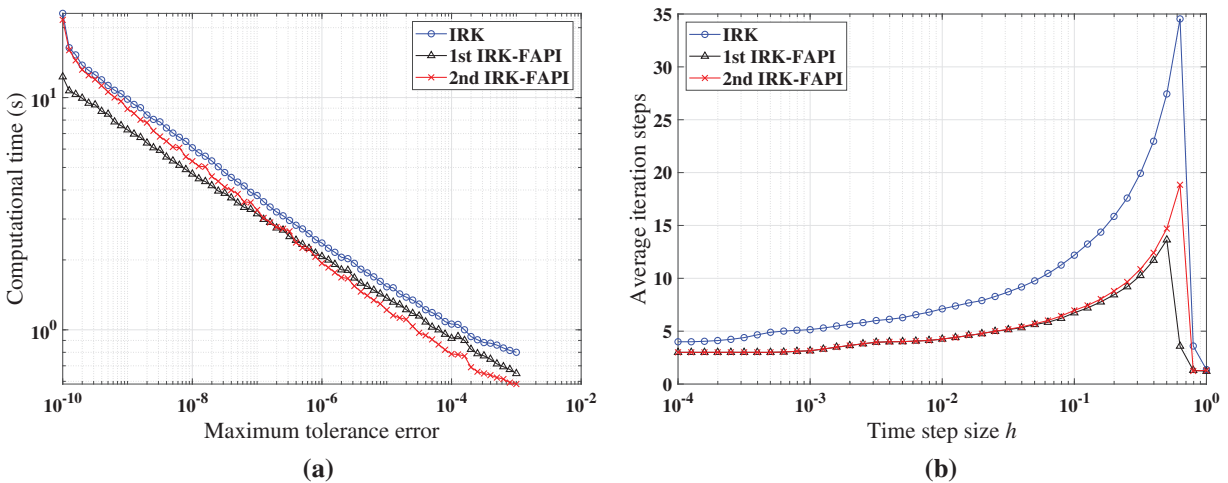 IRK
1st IRK-FAPI
2nd IRK-FAPI
Computational time (s)
10^1
10^0
10^-10
10^-8
10^-6
10^-4
10^-2
Maximum tolerance error
(a)
IRK
1st IRK-FAPI
2nd IRK-FAPI
Average iteration steps
35
30
25
20
15
10
5
0
10^-4
10^-3
10^-2
10^-1
10^0
Time step size h
(b)